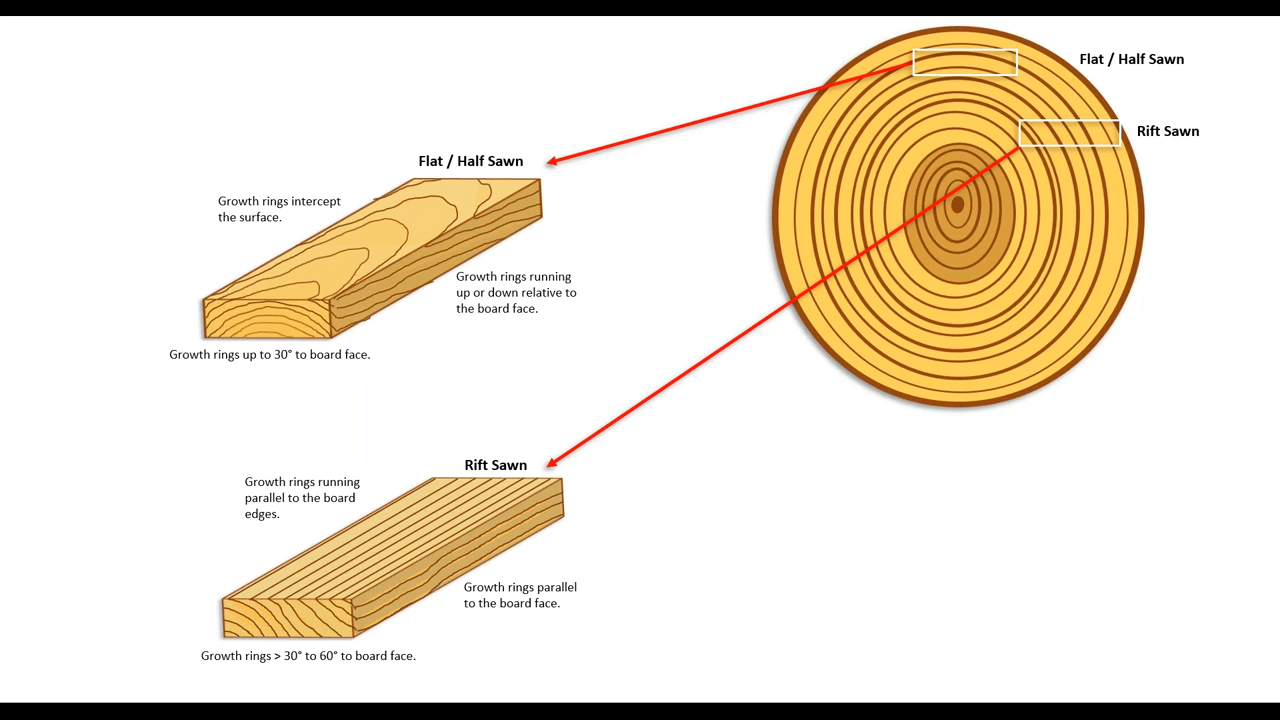 Flat / Half Sawn
Rift Sawn
Flat / Half Sawn
Growth rings intercept
the surface.
Growth rings running
up or down relative to
the board face.
Growth rings up to 30° to board face.
Rift Sawn
Growth rings running
parallel to the board
edges.
Growth rings parallel
to the board face.
Growth rings > 30° to 60° to board face.